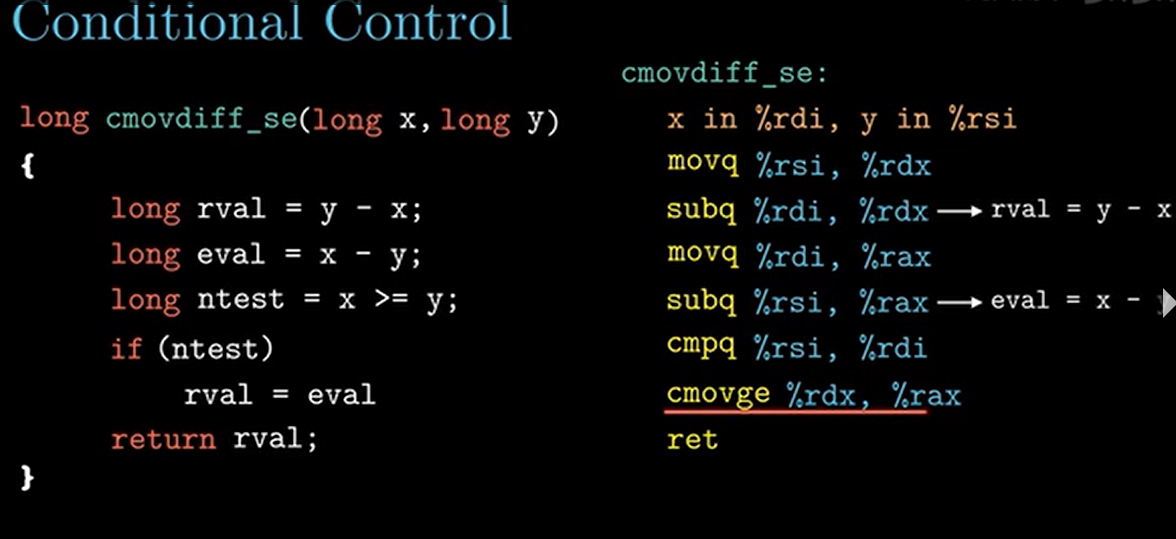 Conditional Control
long cmovdiff_se(long x, long y)
{
long rval = y - x;
long eval = x - y;
long ntest = x >= y;
if (ntest)
rval = eval
return rval;
}
cmovdiff_se:
x in %rdi, y in %rsi
movq %rsi, %rdx
subq %rdi, %rdx → rval = y - x
movq %rdi, %rax
subq %rsi, %rax → eval = x -
cmpq %rsi, %rdi
cmovge %rdx, %rax
ret